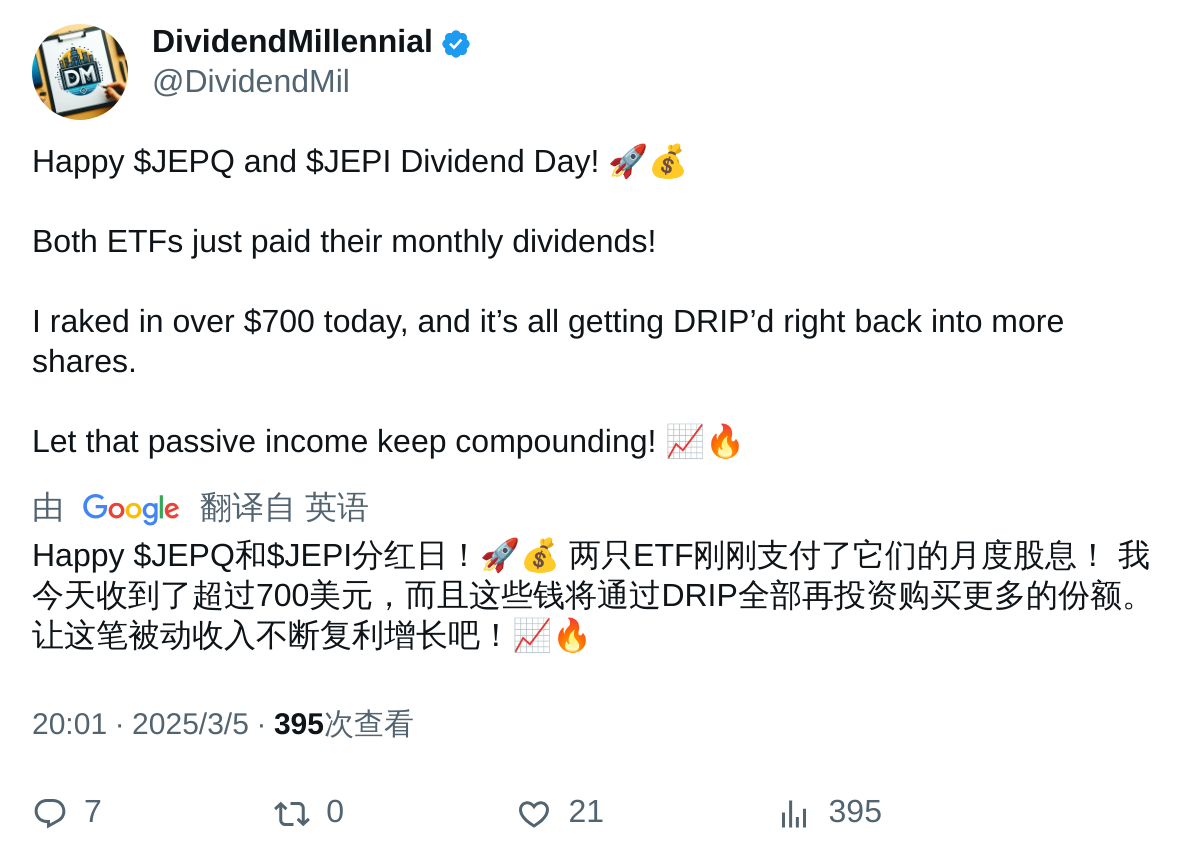 DM
DividendMillennial
@DividendMil
Happy $JEPQ and $JEPI Dividend Day! 🚀💰
Both ETFs just paid their monthly dividends!
I raked in over $700 today, and it’s all getting DRIP’d right back into more
shares.
Let that passive income keep compounding! 📈🔥
由 Google 翻译自 英语
Happy $JEPQ和$JEPI分红日！🚀💰 两只ETF刚刚支付了它们的月度股息！ 我
今天收到了超过700美元，而且这些钱将通过DRIP全部再投资购买更多的份额。
让这笔被动收入不断复利增长吧！📈🔥
20:01 · 2025/3/5 · 395次查看
7 0 21 395